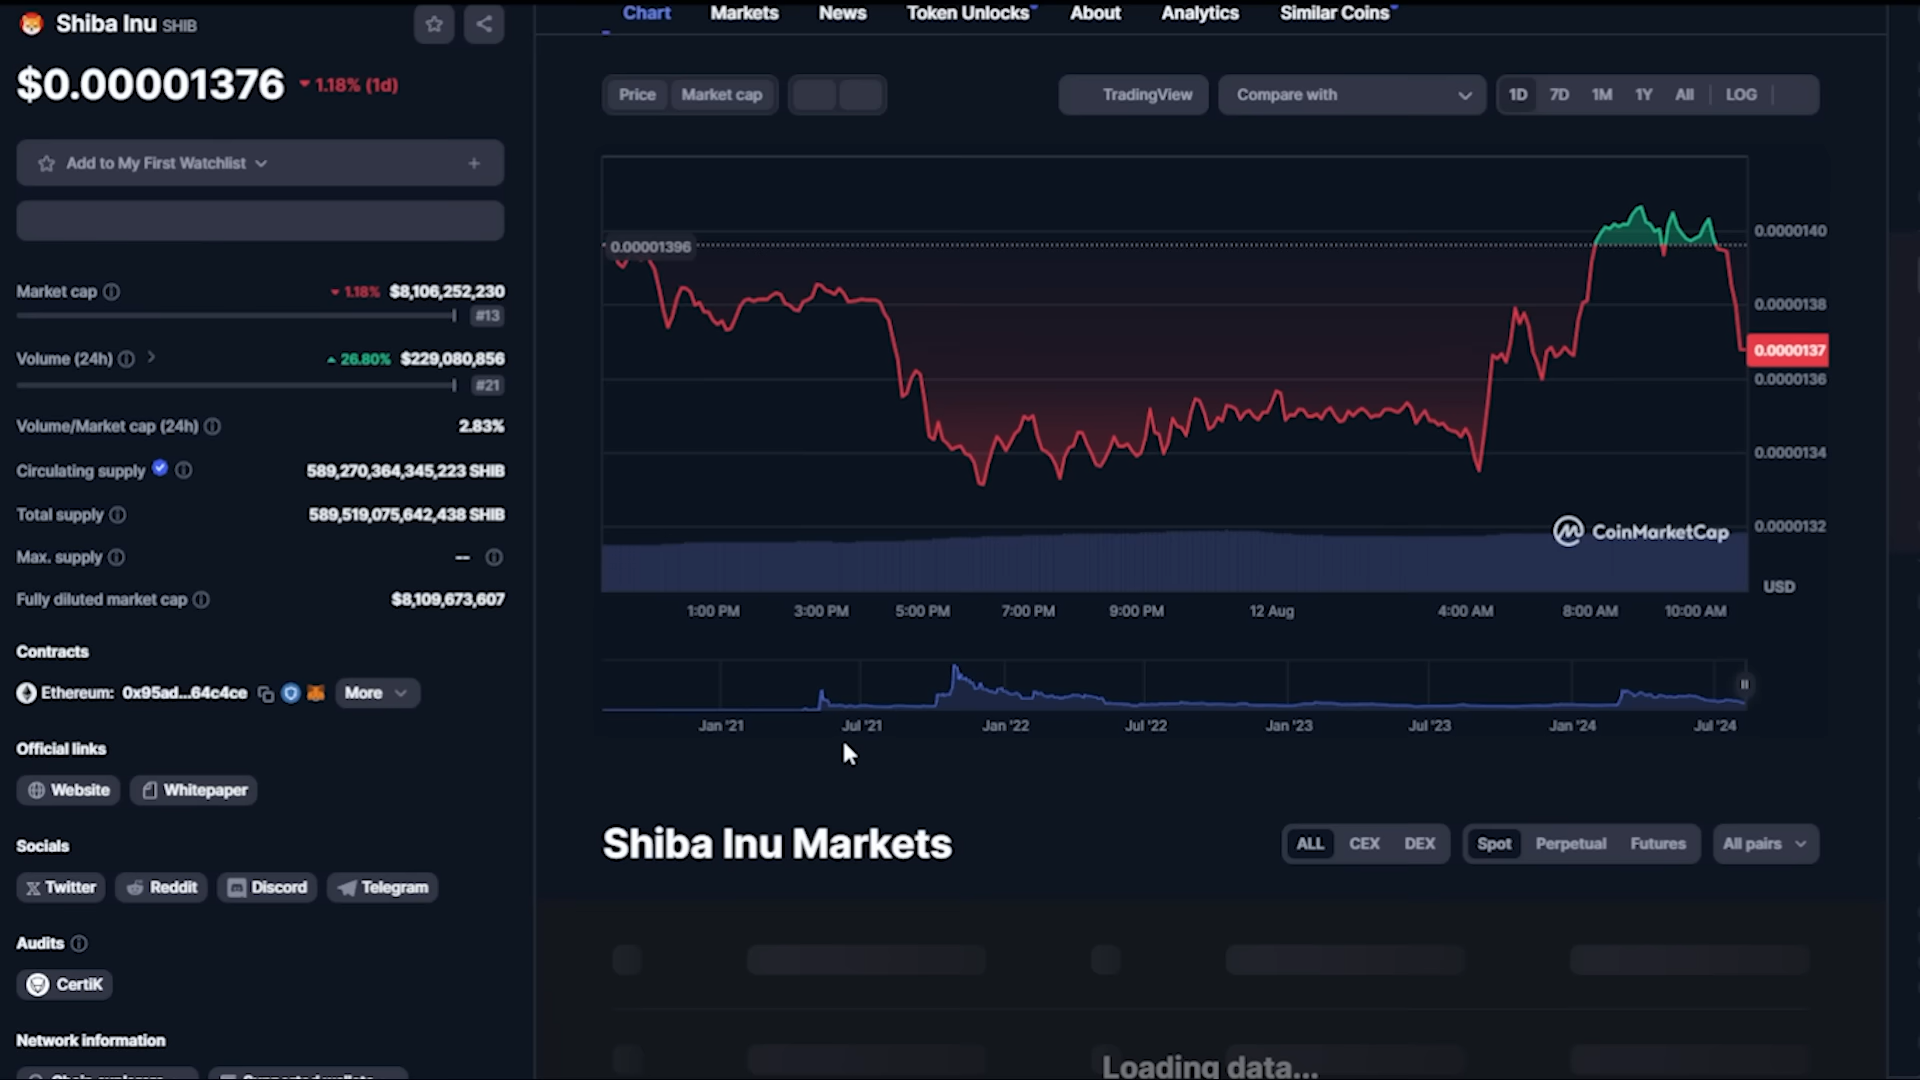 Shiba Inu SHIB
$0.00001376 1.18% (1d)
Add to My First Watchlist +
Market cap 1.18% $8,106,252,230
#13
Volume (24h) 26.80% $229,080,856
#21
Volume/Market cap (24h) 2.83%
Circulating supply 589,270,364,345,223 SHIB
Total supply 589,519,075,642,438 SHIB
Max. supply --
Fully diluted market cap $8,109,673,607
Contracts
Ethereum: 0x95ad...64c4ce More
Official links
Website Whitepaper
Socials
Twitter Reddit Discord Telegram
Audits
CertiK
Network information
Chain explorers Supported wallets
Chart Markets News Token Unlocks About Analytics Similar Coins
Price Market cap TradingView Compare with 1D 7D 1M 1Y All LOG
0.00001396
0.0000140
0.0000138
0.0000137
0.0000136
0.0000134
0.0000132
CoinMarketCap
USD
1:00 PM 3:00 PM 5:00 PM 7:00 PM 9:00 PM 12 Aug 4:00 AM 8:00 AM 10:00 AM
Jan '21 Jul '21 Jan '22 Jul '22 Jan '23 Jul '23 Jan '24 Jul '24
Shiba Inu Markets ALL CEX DEX Spot Perpetual Futures All pairs
Loading data...